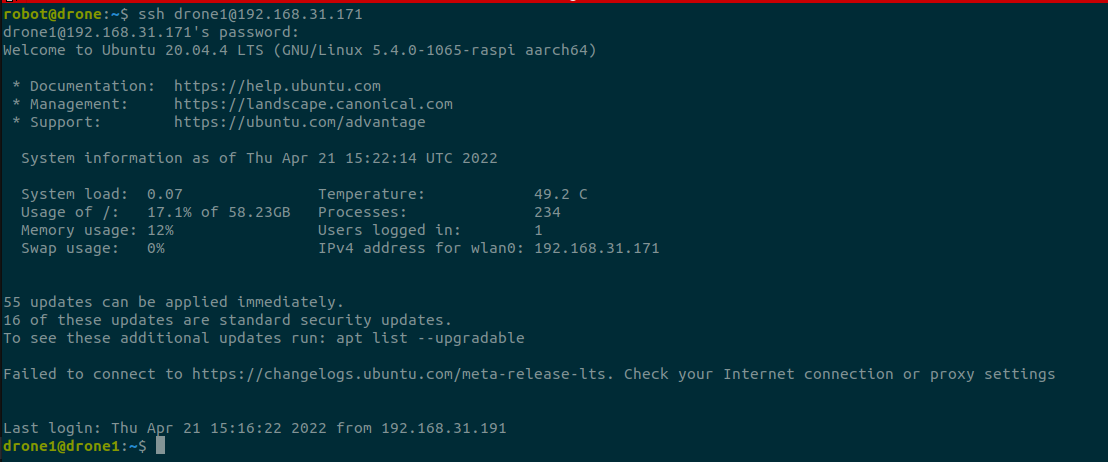 robot@drone:~$ ssh drone1@192.168.31.171
drone1@192.168.31.171's password:
Welcome to Ubuntu 20.04.4 LTS (GNU/Linux 5.4.0-1065-raspi aarch64)
* Documentation:  https://help.ubuntu.com
* Management:     https://landscape.canonical.com
* Support:        https://ubuntu.com/advantage
System information as of Thu Apr 21 15:22:14 UTC 2022
System load:  0.07               Temperature:            49.2 C
Usage of /:   17.1% of 58.23GB   Processes:              234
Memory usage: 12%                Users logged in:        1
Swap usage:   0%                 IPv4 address for wlan0: 192.168.31.171
55 updates can be applied immediately.
16 of these updates are standard security updates.
To see these additional updates run: apt list --upgradable
Failed to connect to https://changelogs.ubuntu.com/meta-release-lts. Check your Internet connection or proxy settings
Last login: Thu Apr 21 15:16:22 2022 from 192.168.31.191
drone1@drone1:~$